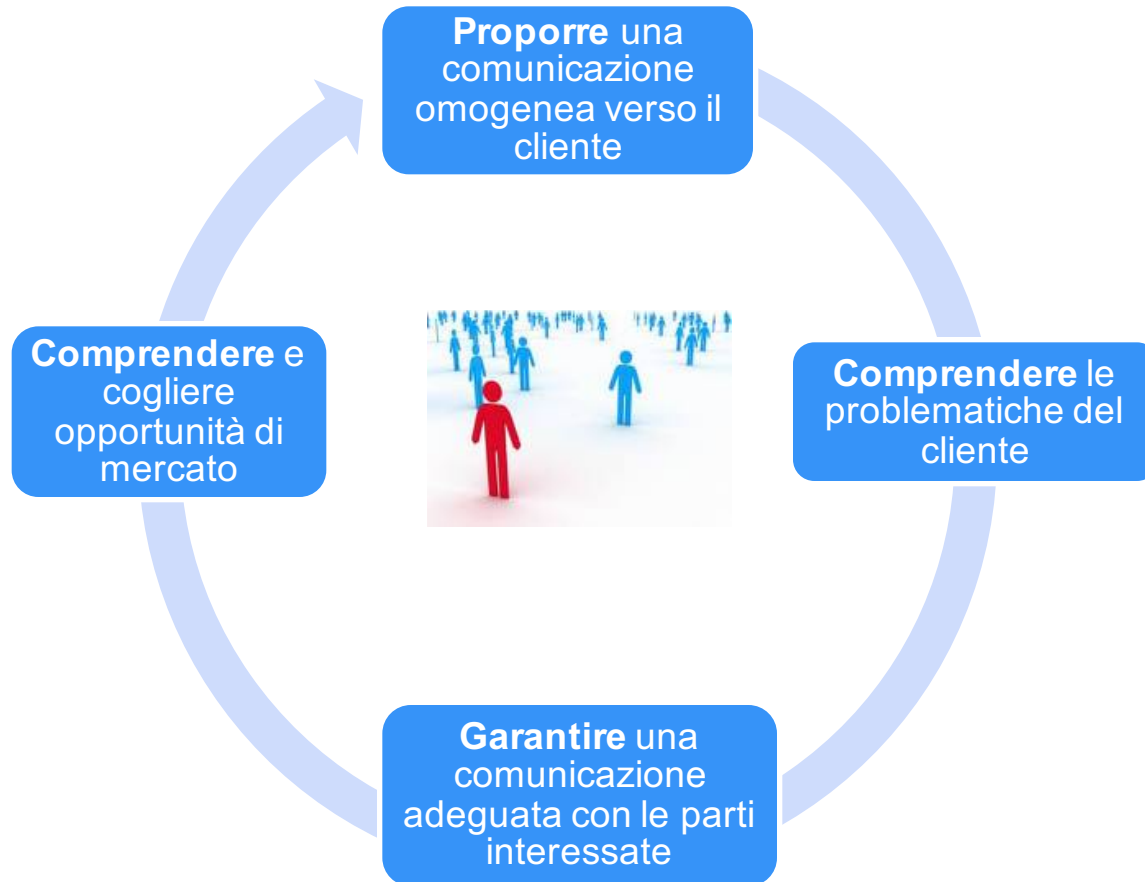 Proporre una
comunicazione
omogenea verso il
cliente
Comprendere le
problematiche del
cliente
Garantire una
comunicazione
adeguata con le parti
interessate
Comprendere e
cogliere
opportunità di
mercato